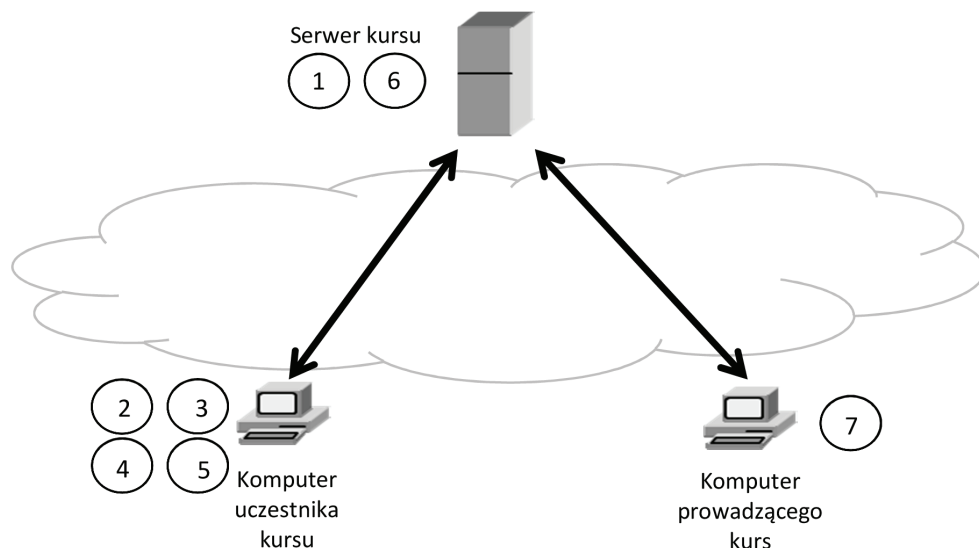 Serwer kursu
1 6
2 3
4 5
Komputer
uczestnika
kursu
7
Komputer
prowadzącego
kurs